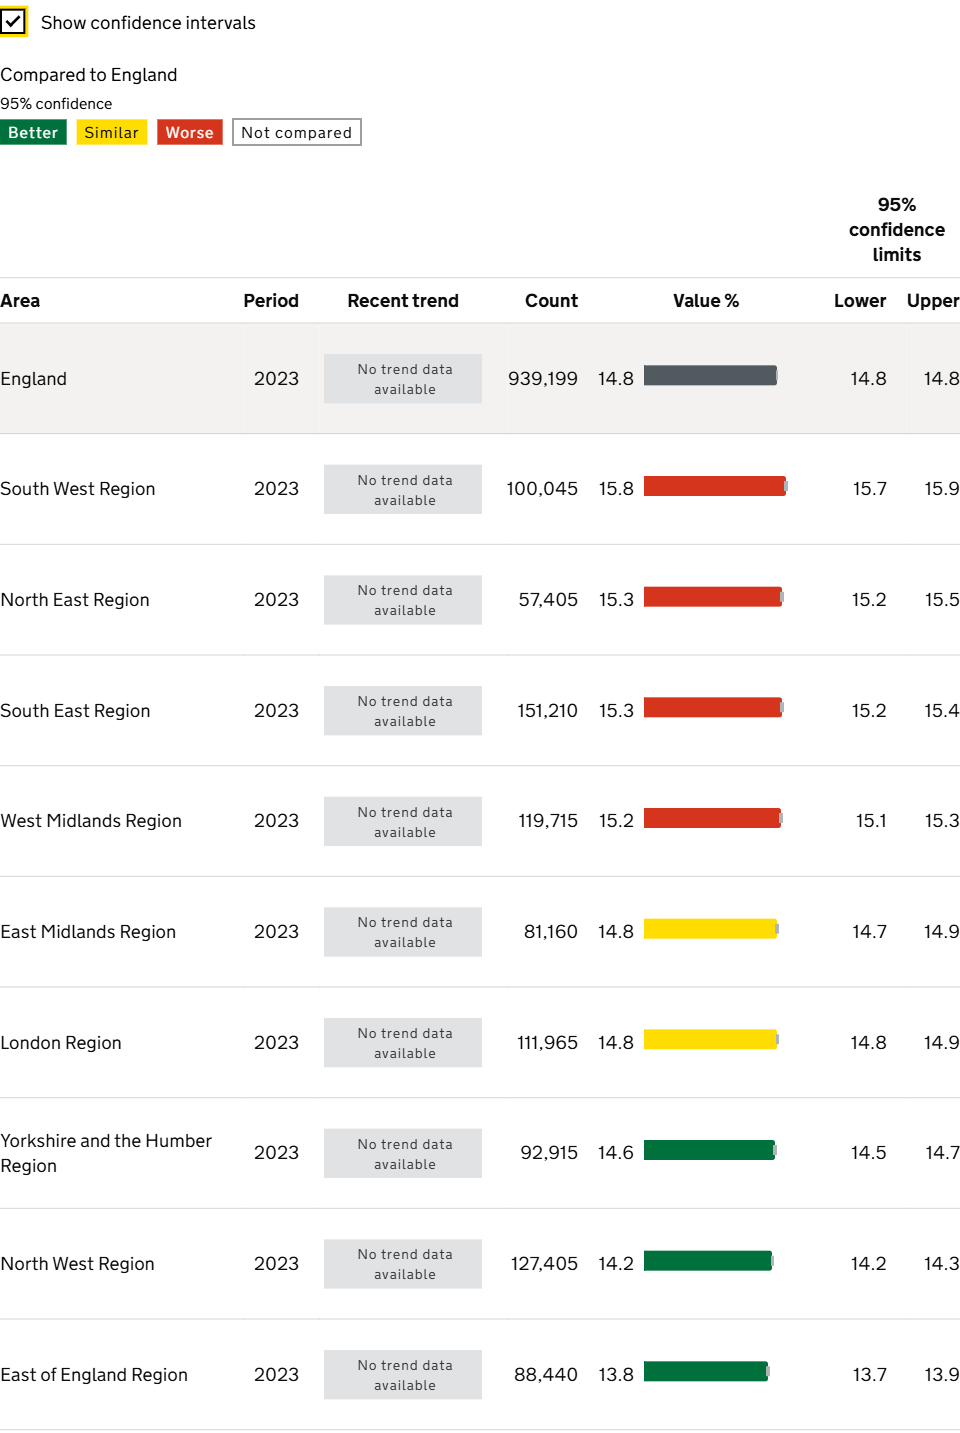 Show confidence intervals
Compared to England
95% confidence
Better Similar Worse Not compared
95%
confidence
limits
Area Period Recent trend Count Value % Lower Upper
England 2023 No trend data available 939,199 14.8 14.8 14.8
South West Region 2023 No trend data available 100,045 15.8 15.7 15.9
North East Region 2023 No trend data available 57,405 15.3 15.2 15.5
South East Region 2023 No trend data available 151,210 15.3 15.2 15.4
West Midlands Region 2023 No trend data available 119,715 15.2 15.1 15.3
East Midlands Region 2023 No trend data available 81,160 14.8 14.7 14.9
London Region 2023 No trend data available 111,965 14.8 14.8 14.9
Yorkshire and the Humber Region 2023 No trend data available 92,915 14.6 14.5 14.7
North West Region 2023 No trend data available 127,405 14.2 14.2 14.3
East of England Region 2023 No trend data available 88,440 13.8 13.7 13.9